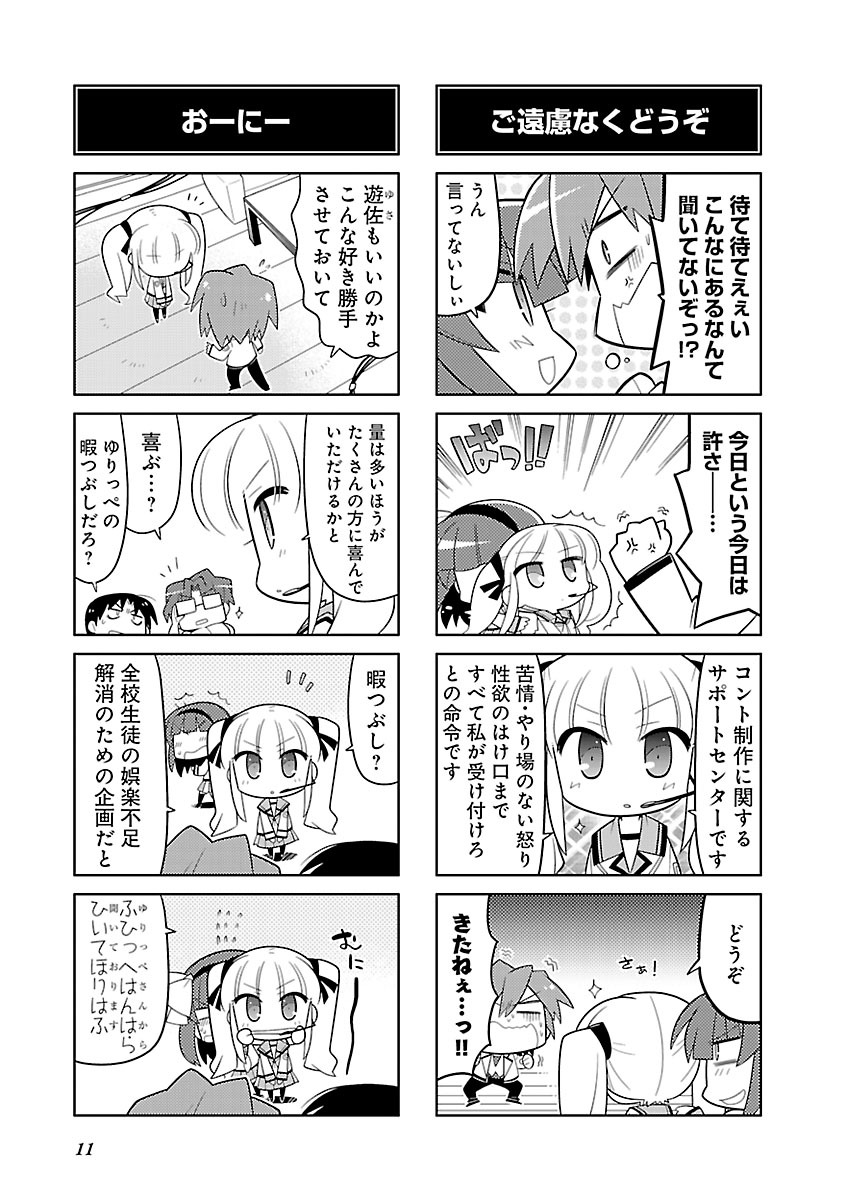 ご遠慮なくどうぞ
待て待てえぇい
こんなにあるなんて
聞いてないぞっ!?
うん
言ってないしぃ
今日という今日は
許さ――…
ばっ!!
コント制作に関する
サポートセンターです
苦情・やり場のない怒り
性欲のはけ口まで
すべて私が受け付けろ
との命令です
どうぞ
さぁ!
きたねぇ…っ!!
おーにー
遊佐もいいのかよ
ゆさ
こんな好き勝手
させておいて
量は多いほうが
たくさんの方に喜んで
いただけるかと
喜ぶ…?
ゆりっぺの
暇つぶしだろ?
暇つぶし?
全校生徒の娯楽不足
解消のための企画だと
むにー
ふひっへはんはら
ゆりっぺさんから
ひいてほりはふ
聞いております
11